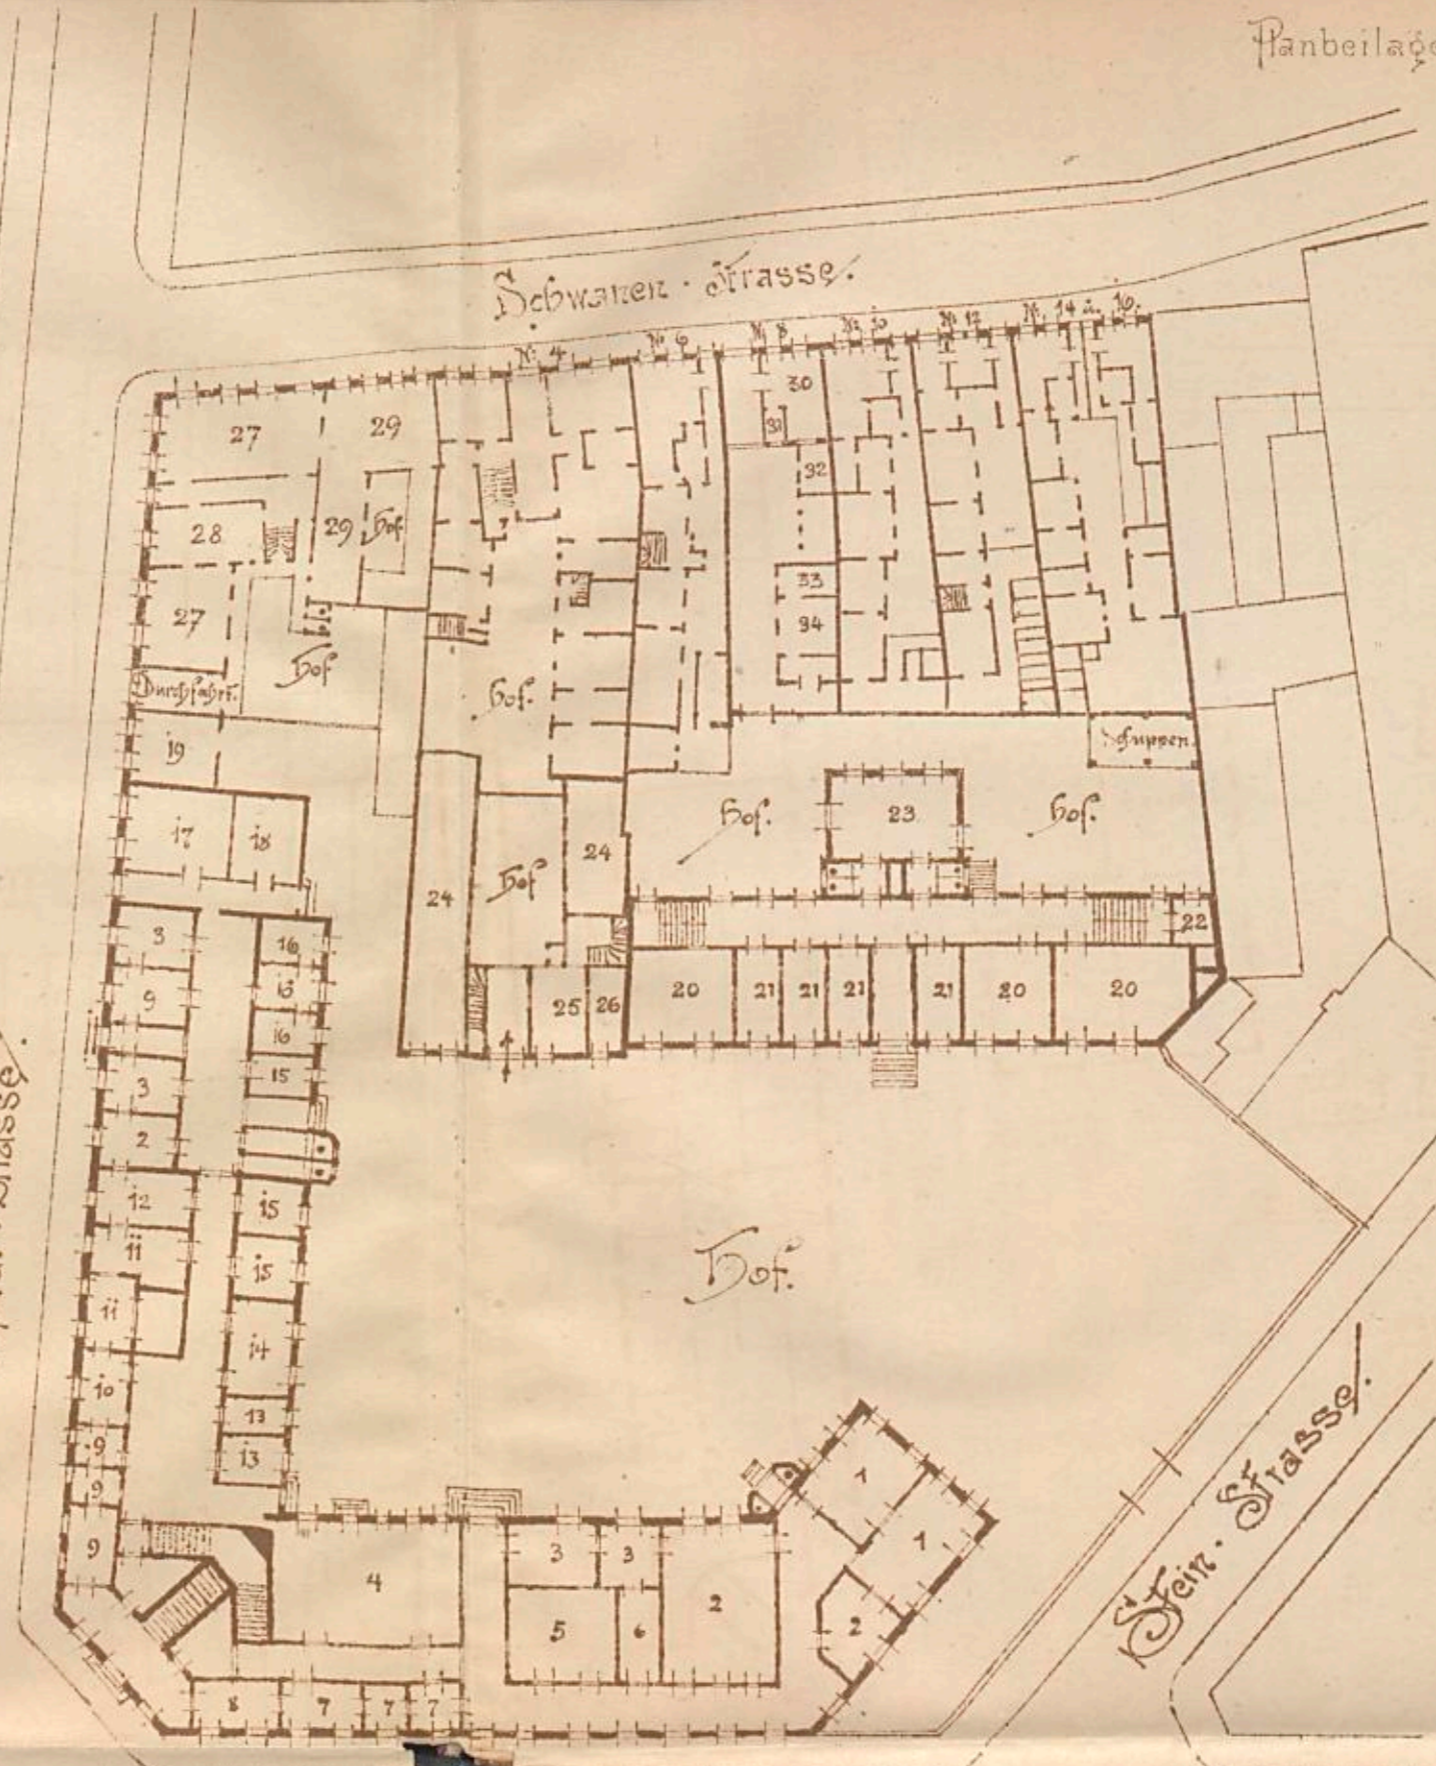 Planbeilage
Schwanen-Strasse.
No. 4 No. 6 No. 8 No. 10 No. 12 No. 14 u. 16.
27 29 30
31
32
28 29 Hof
33
27 34
Hof
Durchfahrt. Hof.
19 Schuppen.
17 18 Hof. 23 Hof.
24
24 Hof
3 16 22
9 16 25 26 20 21 21 21 21 20 20
16
3 15
2
12 15
11 15 Hof.
11
14
10
13
9 13
9 1
1
9 3 3
4 2
5 6 2
8 7 7 7
Stein-Strasse.